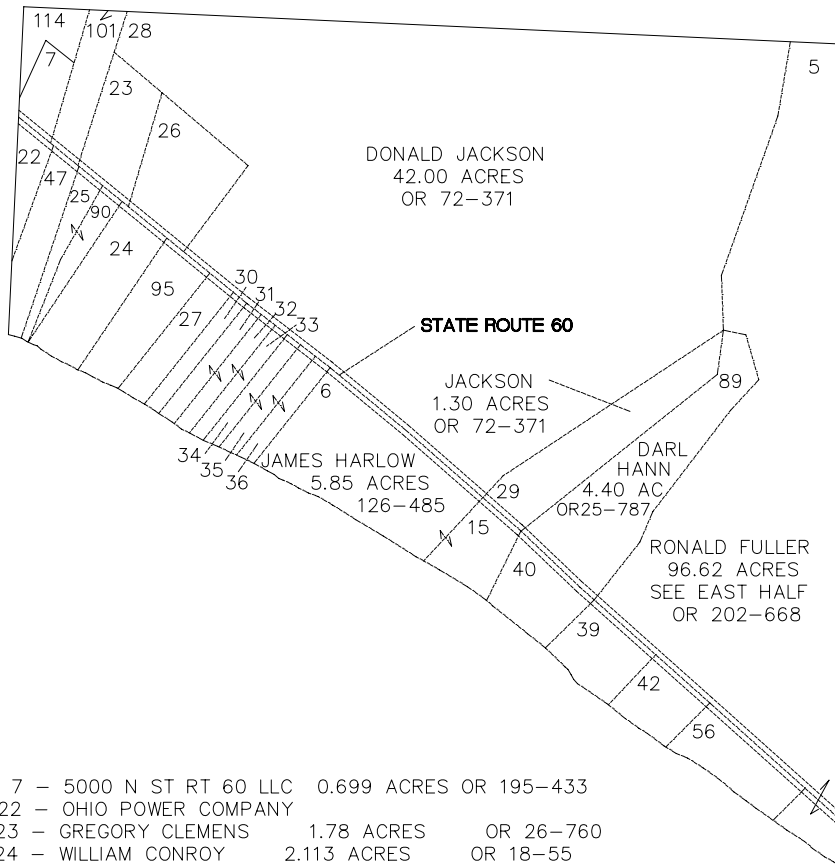 114
101
28
5
7
23
26
DONALD JACKSON
42.00 ACRES
OR 72-371
22
47
25
90
24
95
27
30
31
32
33
STATE ROUTE 60
6
JACKSON
1.30 ACRES
OR 72-371
89
34
35
36
JAMES HARLOW
5.85 ACRES
126-485
29
15
DARL
HANN
4.40 AC
OR25-787
40
RONALD FULLER
96.62 ACRES
SEE EAST HALF
OR 202-668
39
42
56
7 - 5000 N ST RT 60 LLC 0.699 ACRES OR 195-433
22 - OHIO POWER COMPANY
23 - GREGORY CLEMENS 1.78 ACRES OR 26-760
24 - WILLIAM CONROY 2.113 ACRES OR 18-55